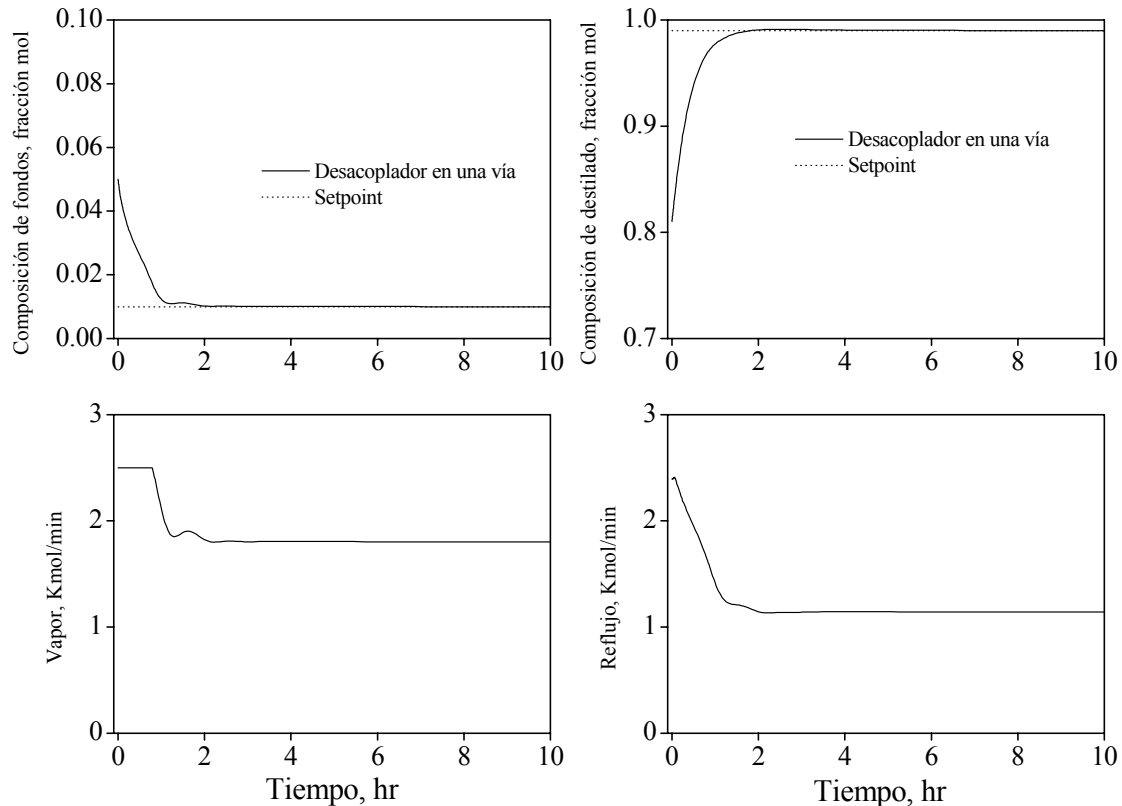 0.10
0.08
0.06
0.04
0.02
0.00
Composición de fondos, fracción mol
Desacoplador en una vía
Setpoint
0 2 4 6 8 10
1.0
0.9
0.8
0.7
Composición de destilado, fracción mol
Desacoplador en una vía
Setpoint
0 2 4 6 8 10
3
2
1
0
Vapor, Kmol/min
0 2 4 6 8 10
Tiempo, hr
3
2
1
0
Reflujo, Kmol/min
0 2 4 6 8 10
Tiempo, hr